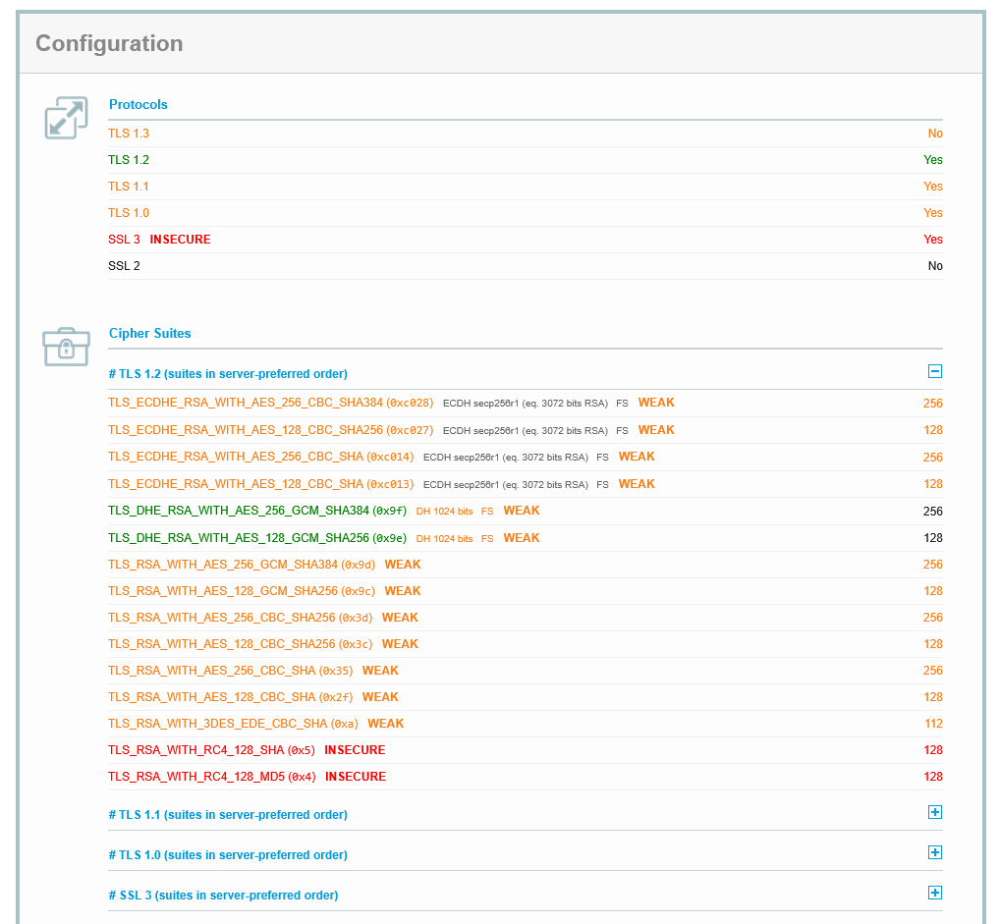 Configuration
Protocols
TLS 1.3 No
TLS 1.2 Yes
TLS 1.1 Yes
TLS 1.0 Yes
SSL 3 INSECURE Yes
SSL 2 No
Cipher Suites
# TLS 1.2 (suites in server-preferred order)
TLS_ECDHE_RSA_WITH_AES_256_CBC_SHA384 (0xc028) ECDH secp256r1 (eq. 3072 bits RSA) FS WEAK 256
TLS_ECDHE_RSA_WITH_AES_128_CBC_SHA256 (0xc027) ECDH secp256r1 (eq. 3072 bits RSA) FS WEAK 128
TLS_ECDHE_RSA_WITH_AES_256_CBC_SHA (0xc014) ECDH secp256r1 (eq. 3072 bits RSA) FS WEAK 256
TLS_ECDHE_RSA_WITH_AES_128_CBC_SHA (0xc013) ECDH secp256r1 (eq. 3072 bits RSA) FS WEAK 128
TLS_DHE_RSA_WITH_AES_256_GCM_SHA384 (0x9f) DH 1024 bits FS WEAK 256
TLS_DHE_RSA_WITH_AES_128_GCM_SHA256 (0x9e) DH 1024 bits FS WEAK 128
TLS_RSA_WITH_AES_256_GCM_SHA384 (0x9d) WEAK 256
TLS_RSA_WITH_AES_128_GCM_SHA256 (0x9c) WEAK 128
TLS_RSA_WITH_AES_256_CBC_SHA256 (0x3d) WEAK 256
TLS_RSA_WITH_AES_128_CBC_SHA256 (0x3c) WEAK 128
TLS_RSA_WITH_AES_256_CBC_SHA (0x35) WEAK 256
TLS_RSA_WITH_AES_128_CBC_SHA (0x2f) WEAK 128
TLS_RSA_WITH_3DES_EDE_CBC_SHA (0xa) WEAK 112
TLS_RSA_WITH_RC4_128_SHA (0x5) INSECURE 128
TLS_RSA_WITH_RC4_128_MD5 (0x4) INSECURE 128
# TLS 1.1 (suites in server-preferred order)
# TLS 1.0 (suites in server-preferred order)
# SSL 3 (suites in server-preferred order)